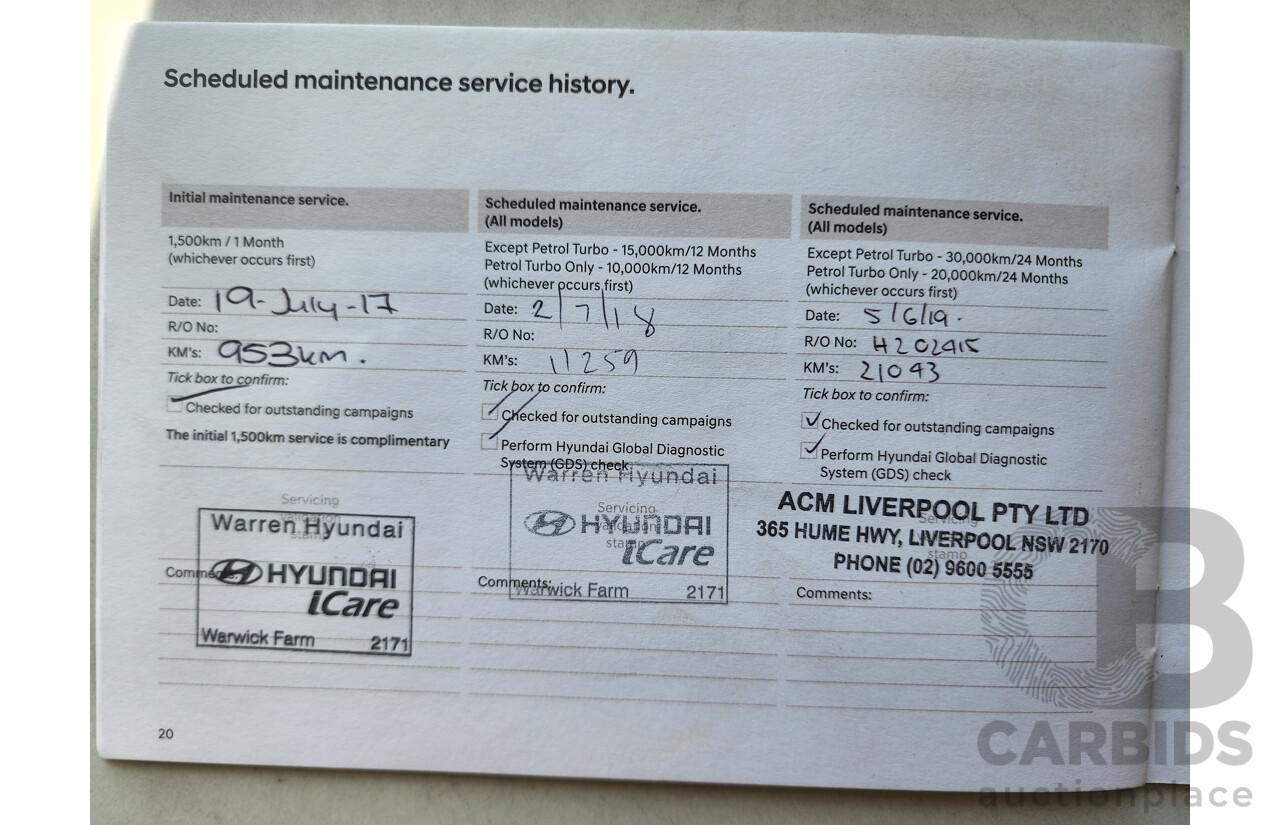 Scheduled maintenance service history.
Initial maintenance service.
1,500km / 1 Month
(whichever occurs first)
Date: 19-July-17
R/O No:
KM's: 953km.
Tick box to confirm:
Checked for outstanding campaigns
The initial 1,500km service is complimentary
Servicing
stamp
Warren Hyundai
HYUNDAI
iCare
Comments:
Warwick Farm 2171
Scheduled maintenance service.
(All models)
Except Petrol Turbo - 15,000km/12 Months
Petrol Turbo Only - 10,000km/12 Months
(whichever occurs first)
Date: 2/7/18
R/O No:
KM's: 11259
Tick box to confirm:
Checked for outstanding campaigns
Perform Hyundai Global Diagnostic
System (GDS) check
Warren Hyundai
Servicing
validation
stamp
HYUNDAI
iCare
Comments:
Warwick Farm 2171
Scheduled maintenance service.
(All models)
Except Petrol Turbo - 30,000km/24 Months
Petrol Turbo Only - 20,000km/24 Months
(whichever occurs first)
Date: 5/6/19.
R/O No: H202415
KM's: 21043
Tick box to confirm:
Checked for outstanding campaigns
Perform Hyundai Global Diagnostic
System (GDS) check
ACM LIVERPOOL PTY LTD
Servicing
365 HUME HWY, LIVERPOOL NSW 2170
stamp
PHONE (02) 9600 5555
Comments:
20
CB
CARBIDS
auctionplace